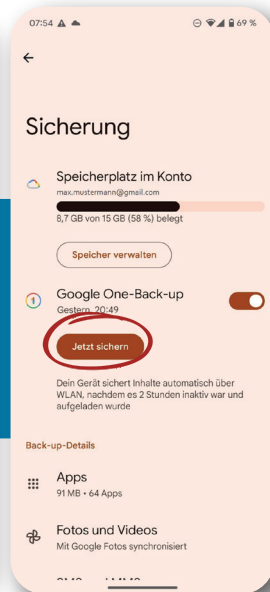 07:54
69 %
Sicherung
Speicherplatz im Konto
max.mustermann@gmail.com
8,7 GB von 15 GB (58 %) belegt
Speicher verwalten
1
Google One-Back-up
Gestern, 20:49
Jetzt sichern
Dein Gerät sichert Inhalte automatisch über
WLAN, nachdem es 2 Stunden inaktiv war und
aufgeladen wurde
Back-up-Details
Apps
91 MB • 64 Apps
Fotos und Videos
Mit Google Fotos synchronisiert